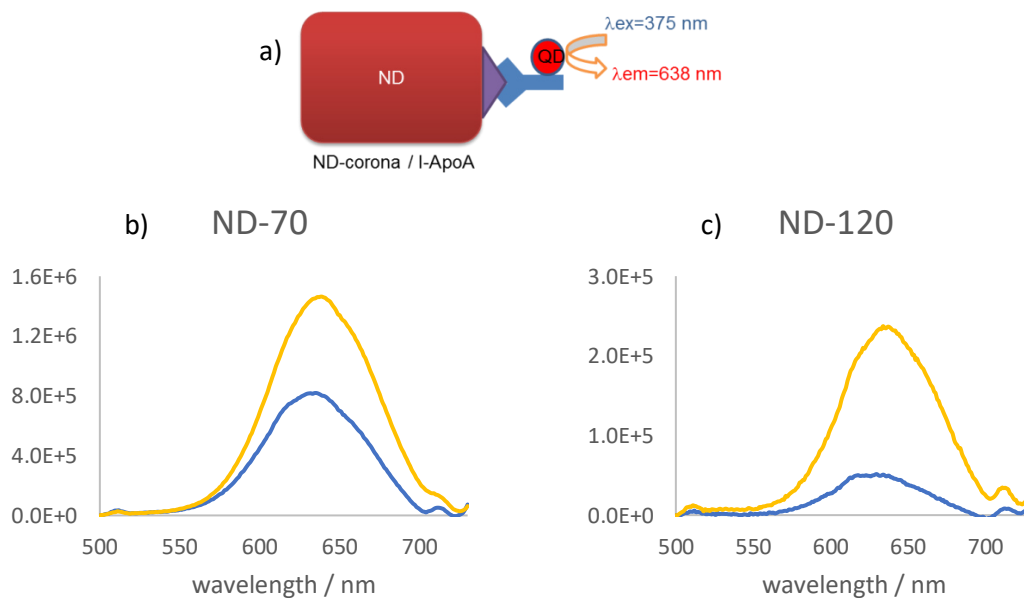 a)
ND
QD
λex=375 nm
λem=638 nm
ND-corona / I-ApoA
b) ND-70
1.6E+6
1.2E+6
8.0E+5
4.0E+5
0.0E+0
500 550 600 650 700
wavelength / nm
c) ND-120
3.0E+5
2.0E+5
1.0E+5
0.0E+0
500 550 600 650 700
wavelength / nm